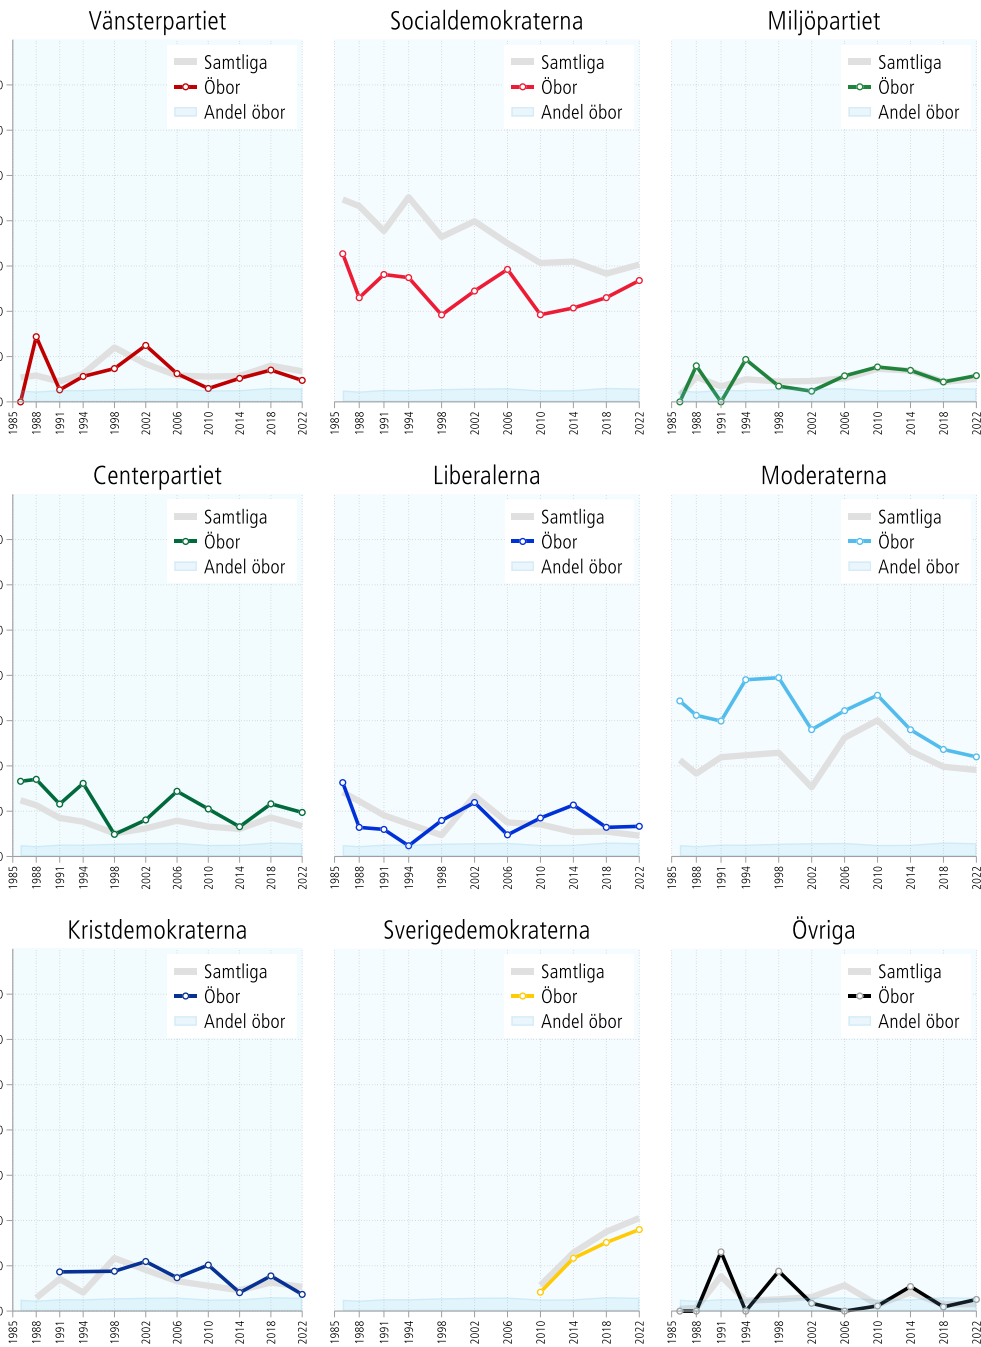 Vänsterpartiet
Samtliga
Öbor
Andel öbor
1985 1988 1991 1994 1998 2002 2006 2010 2014 2018 2022
Socialdemokraterna
Samtliga
Öbor
Andel öbor
1985 1988 1991 1994 1998 2002 2006 2010 2014 2018 2022
Miljöpartiet
Samtliga
Öbor
Andel öbor
1985 1988 1991 1994 1998 2002 2006 2010 2014 2018 2022
Centerpartiet
Samtliga
Öbor
Andel öbor
1985 1988 1991 1994 1998 2002 2006 2010 2014 2018 2022
Liberalerna
Samtliga
Öbor
Andel öbor
1985 1988 1991 1994 1998 2002 2006 2010 2014 2018 2022
Moderaterna
Samtliga
Öbor
Andel öbor
1985 1988 1991 1994 1998 2002 2006 2010 2014 2018 2022
Kristdemokraterna
Samtliga
Öbor
Andel öbor
1985 1988 1991 1994 1998 2002 2006 2010 2014 2018 2022
Sverigedemokraterna
Samtliga
Öbor
Andel öbor
1985 1988 1991 1994 1998 2002 2006 2010 2014 2018 2022
Övriga
Samtliga
Öbor
Andel öbor
1985 1988 1991 1994 1998 2002 2006 2010 2014 2018 2022